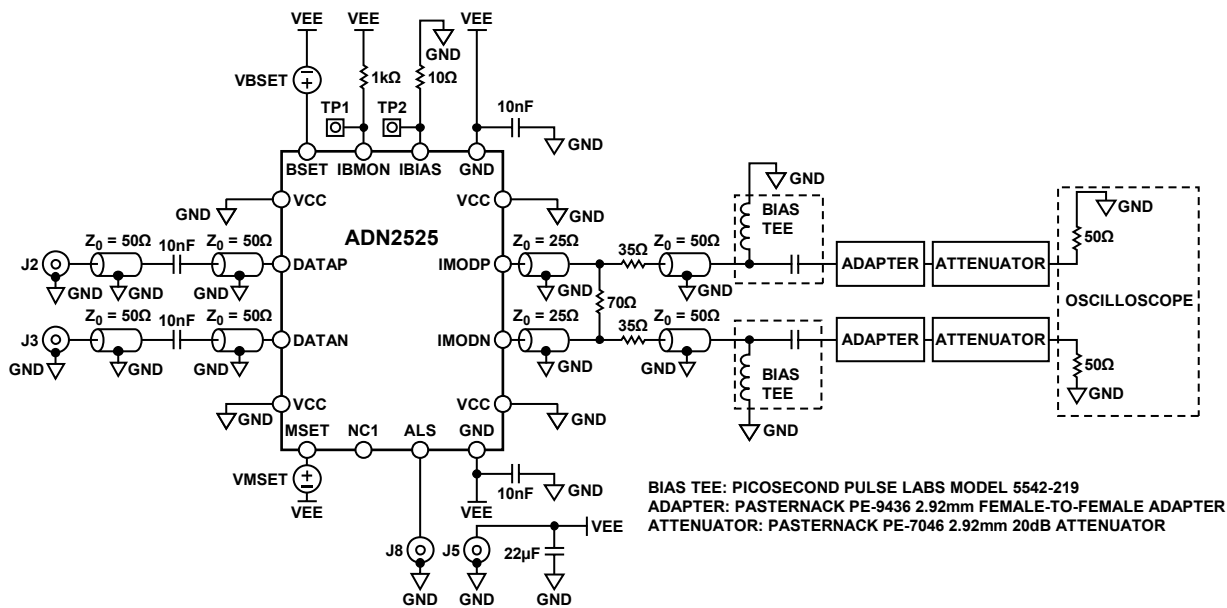 VEE VEE VEE
GND
VBSET 1kΩ 10Ω
TP1 TP2 10nF
GND
BSET IBMON IBIAS GND
GND VCC VCC GND
GND
ADN2525
BIAS TEE
Z0 = 50Ω 10nF Z0 = 50Ω Z0 = 25Ω 35Ω Z0 = 50Ω
GND
50Ω
J2 DATAP IMODP ADAPTER ATTENUATOR
GND GND GND GND GND
70Ω
OSCILLOSCOPE
Z0 = 50Ω 10nF Z0 = 50Ω Z0 = 25Ω 35Ω Z0 = 50Ω
J3 DATAN IMODN ADAPTER ATTENUATOR
GND GND GND GND GND
50Ω
BIAS TEE
GND
GND VCC VCC GND
GND
MSET NC1 ALS GND
VMSET
10nF GND
VEE VEE
BIAS TEE: PICOSECOND PULSE LABS MODEL 5542-219
ADAPTER: PASTERNACK PE-9436 2.92mm FEMALE-TO-FEMALE ADAPTER
ATTENUATOR: PASTERNACK PE-7046 2.92mm 20dB ATTENUATOR
VEE
J8 J5 22µF
GND GND GND